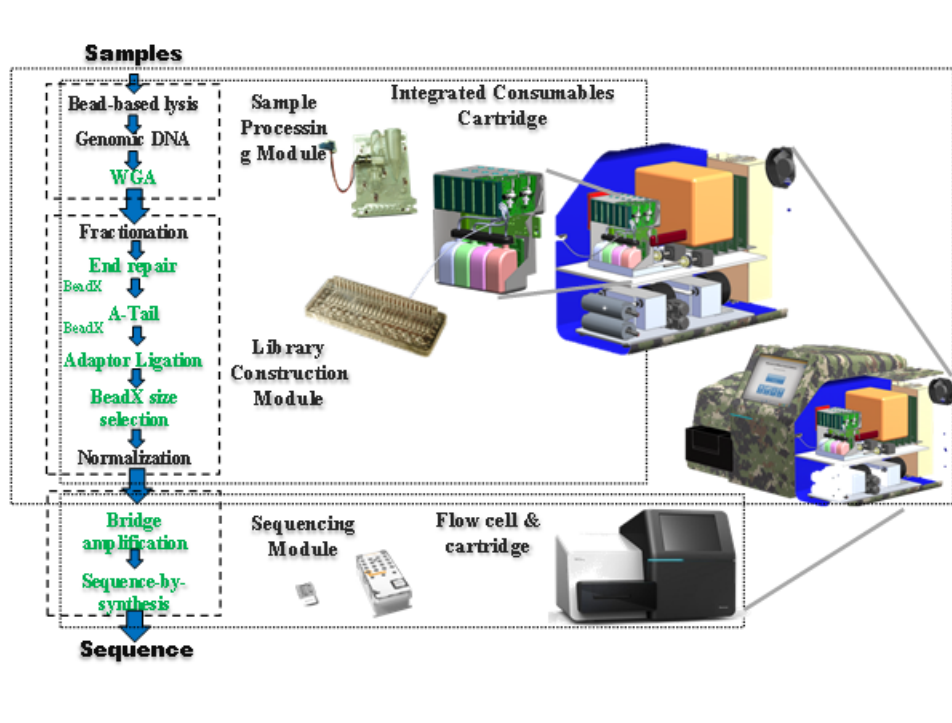 Samples
Bead-based lysis
Genomic DNA
WGA
Fractionation
End repair
BeadX
A-Tail
BeadX
Adaptor Ligation
BeadX size
selection
Normalization
Bridge
amplification
Sequence-by-
synthesis
Sequence
Sample
Processin
g Module
Integrated Consumables
Cartridge
Library
Construction
Module
Sequencing
Module
Flow cell &
cartridge